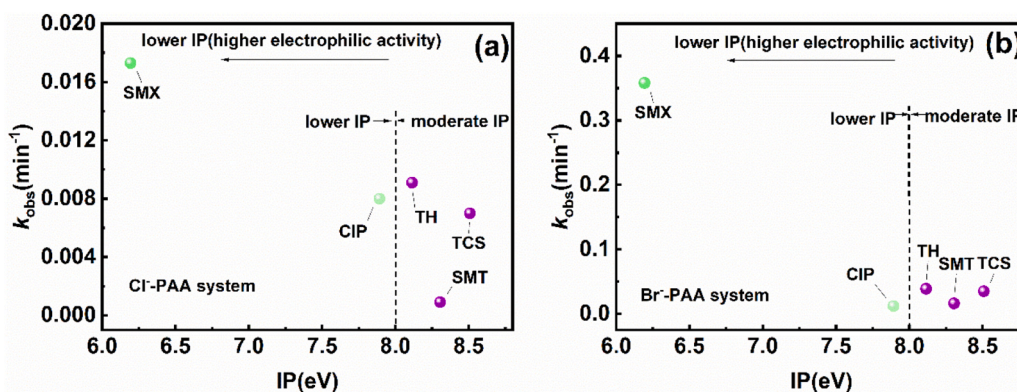 0.020
0.016
0.012
0.008
0.004
0.000
k_obs(min⁻¹)
lower IP(higher electrophilic activity)
(a)
SMX
lower IP
moderate IP
CIP
TH
TCS
SMT
Cl⁻-PAA system
6.0 6.5 7.0 7.5 8.0 8.5
IP(eV)
0.4
0.3
0.2
0.1
0.0
k_obs(min⁻¹)
lower IP(higher electrophilic activity)
(b)
SMX
lower IP
moderate IP
CIP
TH
SMT
TCS
Br⁻-PAA system
6.0 6.5 7.0 7.5 8.0 8.5
IP(eV)